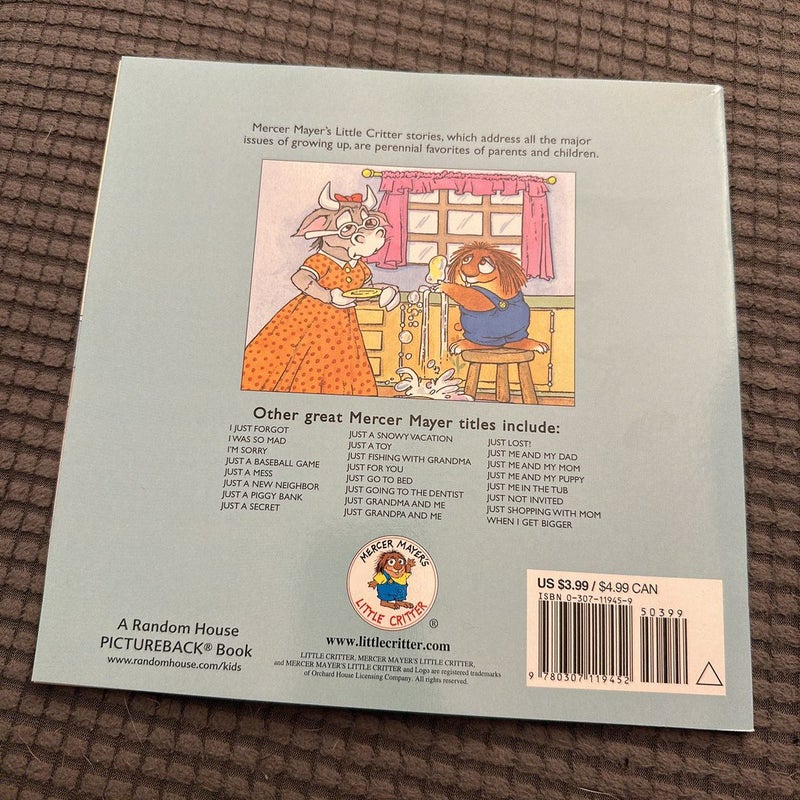 Mercer Mayer's Little Critter stories, which address all the major
issues of growing up, are perennial favorites of parents and children.
Other great Mercer Mayer titles include:
I JUST FORGOT
I WAS SO MAD
I'M SORRY
JUST A BASEBALL GAME
JUST A MESS
JUST A NEW NEIGHBOR
JUST A PIGGY BANK
JUST A SECRET
JUST A SNOWY VACATION
JUST A TOY
JUST FISHING WITH GRANDMA
JUST FOR YOU
JUST GO TO BED
JUST GOING TO THE DENTIST
JUST GRANDMA AND ME
JUST GRANDPA AND ME
JUST LOST!
JUST ME AND MY DAD
JUST ME AND MY MOM
JUST ME AND MY PUPPY
JUST ME IN THE TUB
JUST NOT INVITED
JUST SHOPPING WITH MOM
WHEN I GET BIGGER
MERCER MAYER'S
LITTLE CRITTER
®
www.littlecritter.com
LITTLE CRITTER, MERCER MAYER'S LITTLE CRITTER,
and MERCER MAYER'S LITTLE CRITTER and Logo are registered trademarks
of Orchard House Licensing Company. All rights reserved.
A Random House
PICTUREBACK® Book
www.randomhouse.com/kids
US $3.99 / $4.99 CAN
ISBN 0-307-11945-9
50399
9 780307 119452